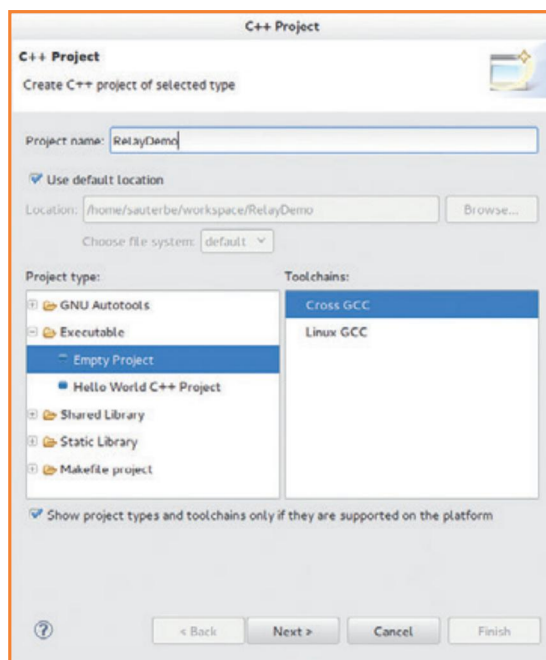 C++ Project
C++ Project
Create C++ project of selected type
Project name: RelayDemo
Use default location
Location: /home/sauterbe/workspace/RelayDemo Browse...
Choose file system: default
Project type: Toolchains:
GNU Autotools Cross GCC
Executable Linux GCC
Empty Project
Hello World C++ Project
Shared Library
Static Library
Makefile project
Show project types and toolchains only if they are supported on the platform
? < Back Next > Cancel Finish